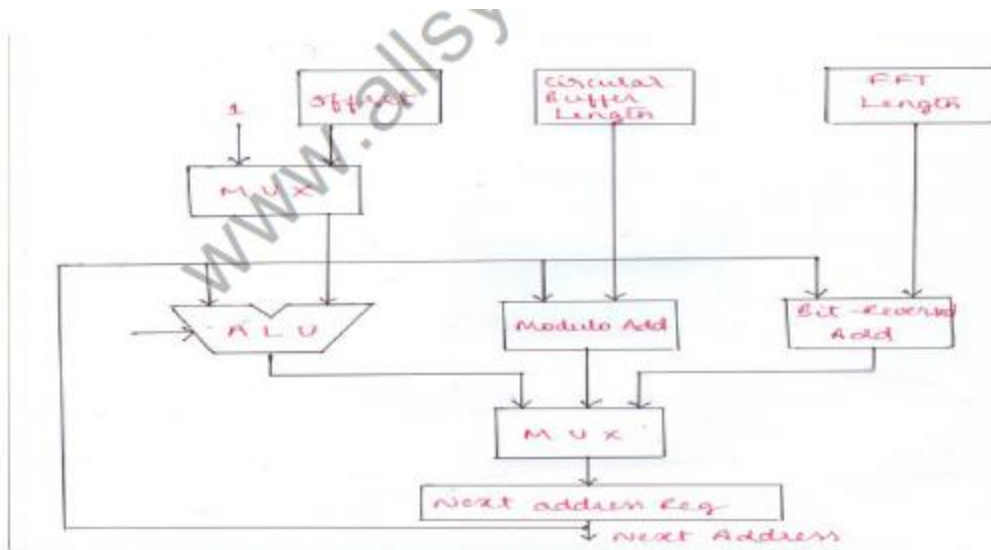 1
offset
Circular
Buffer
Length
FFT
Length
MUX
ALU
Modulo Add
Bit-Reversed
Add
MUX
Next address Reg
Next Address
www.allsy